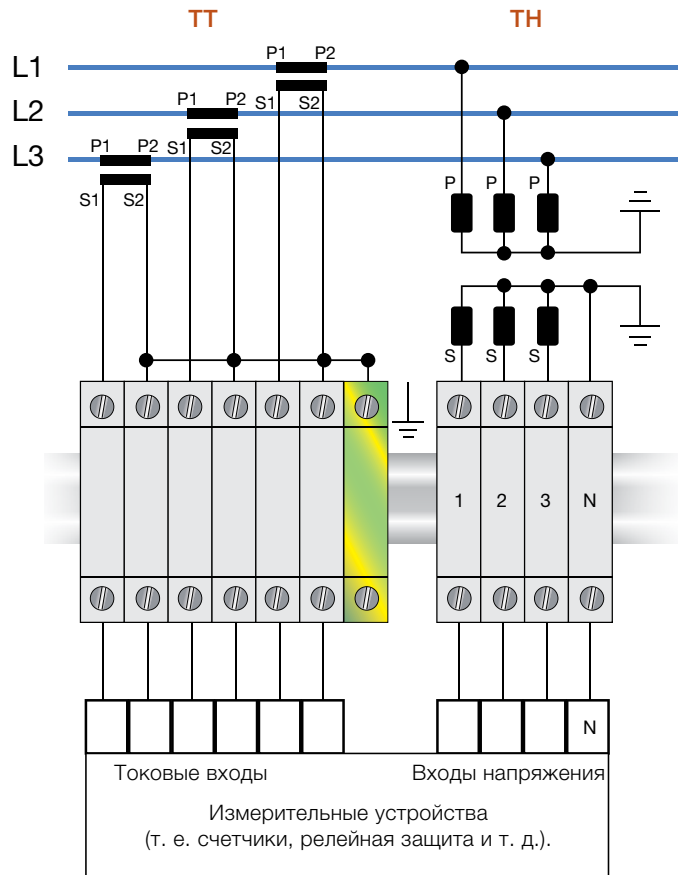 ТТ
ТН
P1 P2
L1
P1 P2 S1 S2
L2
P1 P2 S1 S2
L3
S1 S2
P P P
S S S
1 2 3 N
N
Токовые входы
Входы напряжения
Измерительные устройства
(т. е. счетчики, релейная защита и т. д.).